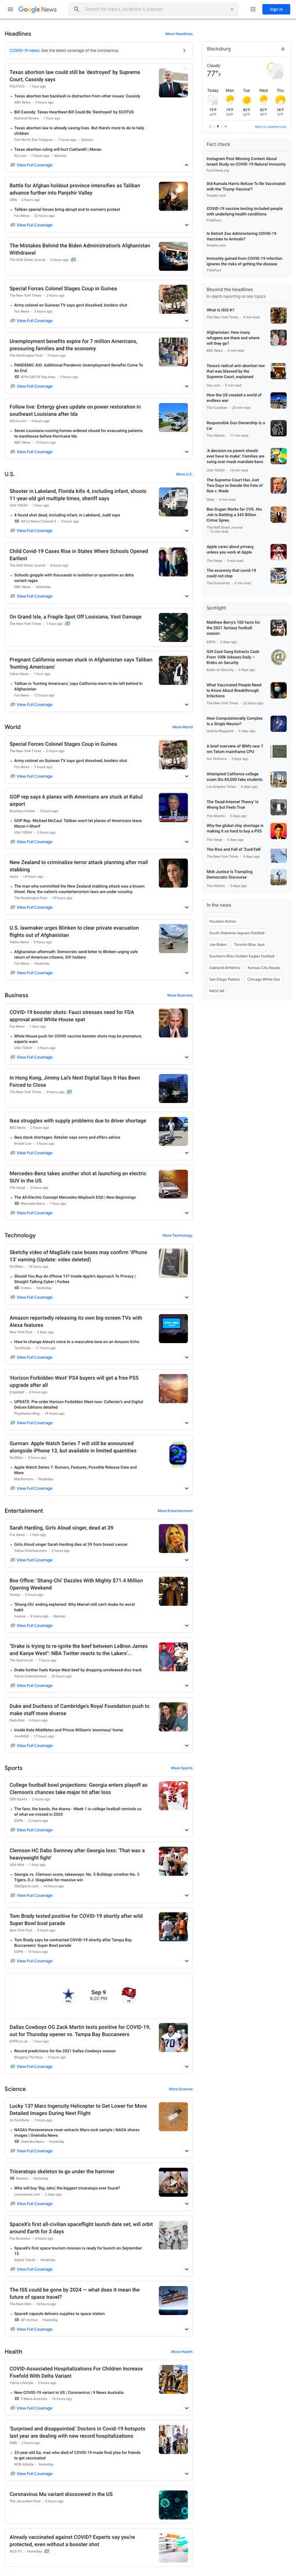 Google News
Search for topics, locations & sources
Sign in
Headlines
More Headlines
COVID-19 news: See the latest coverage of the coronavirus
Texas abortion law could still be 'destroyed' by Supreme
Court, Cassidy says
POLITICO · 1 hour ago
Texas abortion ban backlash is distraction from other issues: Cassidy
ABC News · 5 hours ago
Bill Cassidy: Texas Heartbeat Bill Could Be 'Destroyed' by SCOTUS
National Review · 1 hour ago
Texas abortion law is already saving lives. But there's more to do to help
children
Fort Worth Star-Telegram · 7 hours ago · Opinion
Texas abortion ruling will hurt Ciattarelli | Moran
NJ.com · 7 hours ago · Opinion
View Full Coverage
Battle for Afghan holdout province intensifies as Taliban
advance further into Panjshir Valley
CNN · 2 hours ago
Taliban special forces bring abrupt end to women's protest
Fox News · 22 hours ago
View Full Coverage
The Mistakes Behind the Biden Administration's Afghanistan
Withdrawal
The Wall Street Journal · 2 hours ago
Special Forces Colonel Stages Coup in Guinea
The New York Times · 2 hours ago
Army colonel on Guinean TV says govt dissolved, borders shut
Fox News · 3 hours ago
View Full Coverage
Unemployment benefits expire for 7 million Americans,
pressuring families and the economy
The Washington Post · 5 hours ago
PANDEMIC AID: Additional Pandemic Unemployment Benefits Come To
An End
KPIX CBS SF Bay Area · 3 hours ago
View Full Coverage
Follow live: Entergy gives update on power restoration in
southeast Louisiana after Ida
NOLA.com · 4 hours ago
Seven Louisiana nursing homes ordered closed for evacuating patients
to warehouse before Hurricane Ida
NBC News · 13 hours ago
View Full Coverage
U.S.
More U.S.
Shooter in Lakeland, Florida kills 4, including infant, shoots
11-year-old girl multiple times, sheriff says
USA TODAY · 1 hour ago
4 found shot dead, including infant, in Lakeland; Judd says
WFLA News Channel 8 · 3 hours ago
View Full Coverage
Child Covid-19 Cases Rise in States Where Schools Opened
Earliest
The Wall Street Journal · 4 hours ago
Schools grapple with thousands in isolation or quarantine as delta
variant rages
NBC News · Yesterday
View Full Coverage
On Grand Isle, a Fragile Spot Off Louisiana, Vast Damage
The New York Times · 1 hour ago
Pregnant California woman stuck in Afghanistan says Taliban
'hunting Americans'
Yahoo News · 1 hour ago
Taliban is 'hunting Americans,' says California mom-to-be left behind in
Afghanistan
Fox News · 12 hours ago
View Full Coverage
World
More World
Special Forces Colonel Stages Coup in Guinea
The New York Times · 2 hours ago
Army colonel on Guinean TV says govt dissolved, borders shut
Fox News · 3 hours ago
View Full Coverage
GOP rep says 6 planes with Americans are stuck at Kabul
airport
Business Insider · 3 hours ago
GOP Rep. Michael McCaul: Taliban won't let planes of Americans leave
Mazar-i-Sharif
USA TODAY · 2 hours ago
View Full Coverage
New Zealand to criminalize terror attack planning after mall
stabbing
Axios · 10 hours ago
The man who committed the New Zealand stabbing attack was a known
threat. Now, the nation's counterterrorism laws are under scrutiny
The Washington Post · 19 hours ago
View Full Coverage
U.S. lawmaker urges Blinken to clear private evacuation
flights out of Afghanistan
Yahoo News · 9 hours ago
Afghanistan aftermath: Democrats send letter to Blinken urging safe
return of American citizens, SIV holders
Fox News · Yesterday
View Full Coverage
Business
More Business
COVID-19 booster shots: Fauci stresses need for FDA
approval amid White House spat
Fox News · 1 hour ago
White House push for COVID vaccine booster shots may be premature,
experts warn
USA TODAY · 4 hours ago
View Full Coverage
In Hong Kong, Jimmy Lai's Next Digital Says It Has Been
Forced to Close
The New York Times · 3 hours ago
Ikea struggles with supply problems due to driver shortage
BBC News · 2 hours ago
Ikea stock shortages: Retailer says sorry and offers advice
Bristol Live · 3 hours ago
View Full Coverage
Mercedes-Benz takes another shot at launching an electric
SUV in the US
The Verge · 3 hours ago
The All-Electric Concept Mercedes-Maybach EQS | New Beginnings
Mercedes-Benz · 1 hour ago
View Full Coverage
Technology
More Technology
Sketchy video of MagSafe case boxes may confirm 'iPhone
13' naming (Update: video deleted)
9to5Mac · 18 hours ago
Should You Buy An iPhone 13? Inside Apple's Approach To Privacy |
Straight Talking Cyber | Forbes
Forbes · Yesterday
View Full Coverage
Amazon reportedly releasing its own big-screen TVs with
Alexa features
New York Post · 2 days ago
How to change Alexa's voice to a masculine tone on an Amazon Echo
TechRadar · 11 hours ago
View Full Coverage
'Horizon Forbidden West' PS4 buyers will get a free PS5
upgrade after all
Engadget · 4 hours ago
UPDATE: Pre-order Horizon Forbidden West now: Collector's and Digital
Deluxe Editions detailed
PlayStation.Blog · 19 hours ago
View Full Coverage
Gurman: Apple Watch Series 7 will still be announced
alongside iPhone 13, but available in limited quantities
9to5Mac · 5 hours ago
Apple Watch Series 7: Rumors, Features, Possible Release Date and
More
MacRumors · Yesterday
View Full Coverage
Entertainment
More Entertainment
Sarah Harding, Girls Aloud singer, dead at 39
Fox News · 1 hour ago
Girls Aloud singer Sarah Harding dies at 39 from breast cancer
Yahoo Entertainment · 2 hours ago
View Full Coverage
Box Office: 'Shang-Chi' Dazzles With Mighty $71.4 Million
Opening Weekend
Variety · 2 hours ago
'Shang-Chi' ending explained: Why Marvel still can't shake its worst
habit
Inverse · 6 hours ago · Opinion
View Full Coverage
"Drake is trying to re-ignite the beef between LeBron James
and Kanye West": NBA Twitter reacts to the Lakers'...
The Sportsrush · 7 hours ago
Drake further fuels Kanye West beef by dropping unreleased diss track
Yahoo Entertainment · 23 hours ago
View Full Coverage
Duke and Duchess of Cambridge's Royal Foundation push to
make staff more diverse
Daily Mail · 5 hours ago
Inside Kate Middleton and Prince William's 'enormous' home
manNEWS · 17 hours ago
View Full Coverage
Sports
More Sports
College football bowl projections: Georgia enters playoff as
Clemson's chances take major hit after loss
CBS Sports · 2 hours ago
The fans, the bands, the drama - Week 1 in college football reminds us
of what we missed in 2020
ESPN · 12 hours ago
View Full Coverage
Clemson HC Dabo Swinney after Georgia loss: 'That was a
heavyweight fight'
UGA Wire · 1 hour ago
Georgia vs. Clemson score, takeaways: No. 5 Bulldogs smother No. 3
Tigers, D.J. Uiagalelei for massive win
CBSSports.com · 14 hours ago
View Full Coverage
Tom Brady tested positive for COVID-19 shortly after wild
Super Bowl boat parade
New York Post · 3 hours ago
Tom Brady says he contracted COVID-19 shortly after Tampa Bay
Buccaneers' Super Bowl parade
ESPN · 15 hours ago
View Full Coverage
Sep 9
8:20 PM
DAL
TB
Dallas Cowboys OG Zack Martin tests positive for COVID-19,
out for Thursday opener vs. Tampa Bay Buccaneers
ESPN.co.uk · 1 hour ago
Record predictions for the 2021 Dallas Cowboys season
Blogging The Boys · 5 hours ago
View Full Coverage
Science
More Science
Lucky 13? Mars Ingenuity Helicopter to Get Lower for More
Detailed Images During Next Flight
SciTechDaily · 7 hours ago
NASA's Perseverance rover extracts Mars rock sample | NASA shares
images | Oneindia News
Oneindia News · Yesterday
View Full Coverage
Triceratops skeleton to go under the hammer
Reuters · Yesterday
Who will buy 'Big John,' the biggest triceratops ever found?
Livescience.com · 2 days ago
View Full Coverage
SpaceX's first all-civilian spaceflight launch date set, will orbit
around Earth for 3 days
Fox Business · 4 hours ago
SpaceX's first space tourism mission is ready for launch on September
15
Digital Trends · Yesterday
View Full Coverage
The ISS could be gone by 2024 — what does it mean the
future of space travel?
The Next Web · 10 hours ago
SpaceX capsule delivers supplies to space station
AP Archive · Yesterday
View Full Coverage
Health
More Health
COVID-Associated Hospitalizations For Children Increase
Fivefold With Delta Variant
Yahoo Lifestyle · 3 hours ago
New COVID-19 variant in US | Coronavirus | 9 News Australia
9 News Australia · 14 hours ago
View Full Coverage
'Surprised and disappointed': Doctors in Covid-19 hotspots
last year are dealing with new record hospitalizations
CNN · 2 hours ago
33-year-old Ga. man who died of COVID-19 made final plea for friends
to get vaccinated
WSB Atlanta · Yesterday
View Full Coverage
Coronavirus Mu variant discovered in the US
The Jerusalem Post · 8 hours ago
Already vaccinated against COVID? Experts say you're
protected, even without a booster shot
WLS-TV · Yesterday
Blacksburg
Cloudy
77°F
Today
Mon
Tue
Wed
Thu
More on weather.com
Fact check
Instagram Post Missing Context About
Israeli Study on COVID-19 Natural Immunity
FactCheck.org
Did Kamala Harris Refuse To Be Vaccinated
with the 'Trump Vaccine'?
Snopes.com
COVID-19 vaccine testing included people
with underlying health conditions
PolitiFact
Is Detroit Zoo Administering COVID-19
Vaccines to Animals?
Snopes.com
Immunity gained from COVID-19 infection
ignores the risks of getting the disease
PolitiFact
Beyond the headlines
In-depth reporting on key topics
What Is ISIS-K?
The New York Times · 4 min read
Afghanistan: How many
refugees are there and where
will they go?
BBC News · 6 min read
Texas's radical anti-abortion law
that was blessed by the
Supreme Court, explained
Vox.com · 9 min read
How the US created a world of
endless war
The Guardian · 20 min read
Responsible Gun Ownership Is a
Lie
The Atlantic · 11 min read
'A decision no parent should
ever have to make': Families are
suing over mask mandate bans
USA TODAY · 10 min read
The Supreme Court Has Just
Two Days to Decide the Fate of
Roe v. Wade
Slate · 6 min read
Ben Dugan Works for CVS. His
Job Is Battling a $45 Billion
Crime Spree.
The Wall Street Journal
· 12 min read
Apple cares about privacy,
unless you work at Apple
The Verge · 9 min read
The economy that covid-19
could not stop
The Economist · 6 min read
Spotlight
Matthew Berry's 100 facts for
the 2021 fantasy football
season
ESPN · 5 days ago
Gift Card Gang Extracts Cash
From 100k Inboxes Daily –
Krebs on Security
Krebs on Security · 3 days ago
What Vaccinated People Need
to Know About Breakthrough
Infections
The New York Times · 22 hours ago
How Computationally Complex
Is a Single Neuron?
Quanta Magazine · 3 days ago
A brief overview of IBM's new 7
nm Telum mainframe CPU
Ars Technica · 3 days ago
Attempted California college
scam IDs 65,000 fake students
Los Angeles Times · 4 days ago
The 'Dead-Internet Theory' Is
Wrong but Feels True
The Atlantic · 5 days ago
Why the global chip shortage is
making it so hard to buy a PS5
The Verge · 5 days ago
The Rise and Fall of 'ZuckTalk'
The New York Times · 4 days ago
Mob Justice Is Trampling
Democratic Discourse
The Atlantic · 5 days ago
In the news
Houston Astros
South Alabama Jaguars football
Joe Biden
Toronto Blue Jays
Southern Miss Golden Eagles football
Oakland Athletics
Kansas City Royals
San Diego Padres
Chicago White Sox
NASCAR